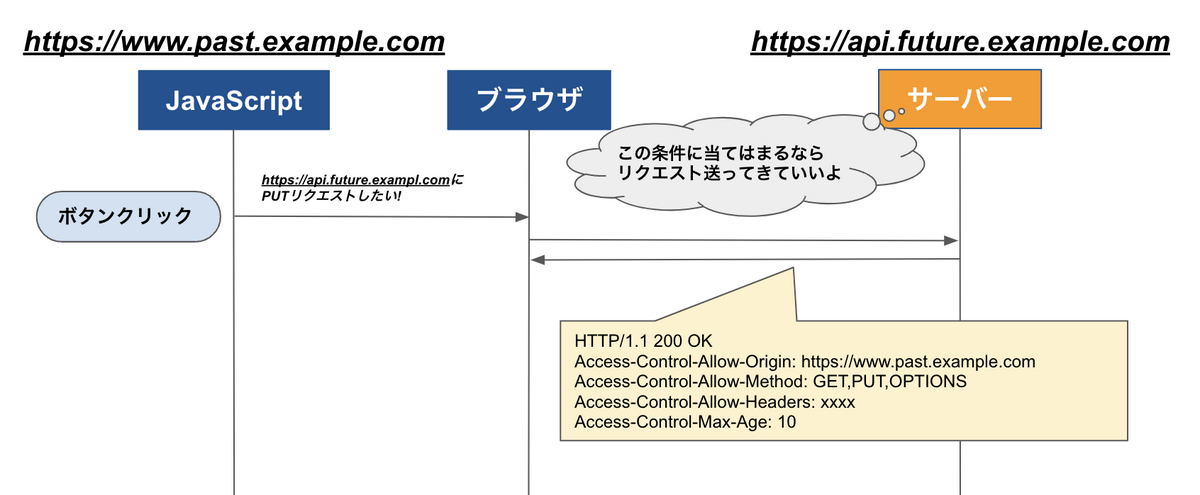 https://www.past.example.com
https://api.future.example.com
JavaScript
ブラウザ
サーバー
この条件に当てはまるなら
リクエスト送ってきていいよ
https://api.future.exampl.comに
PUTリクエストしたい!
ボタンクリック
HTTP/1.1 200 OK
Access-Control-Allow-Origin: https://www.past.example.com
Access-Control-Allow-Method: GET,PUT,OPTIONS
Access-Control-Allow-Headers: xxxx
Access-Control-Max-Age: 10